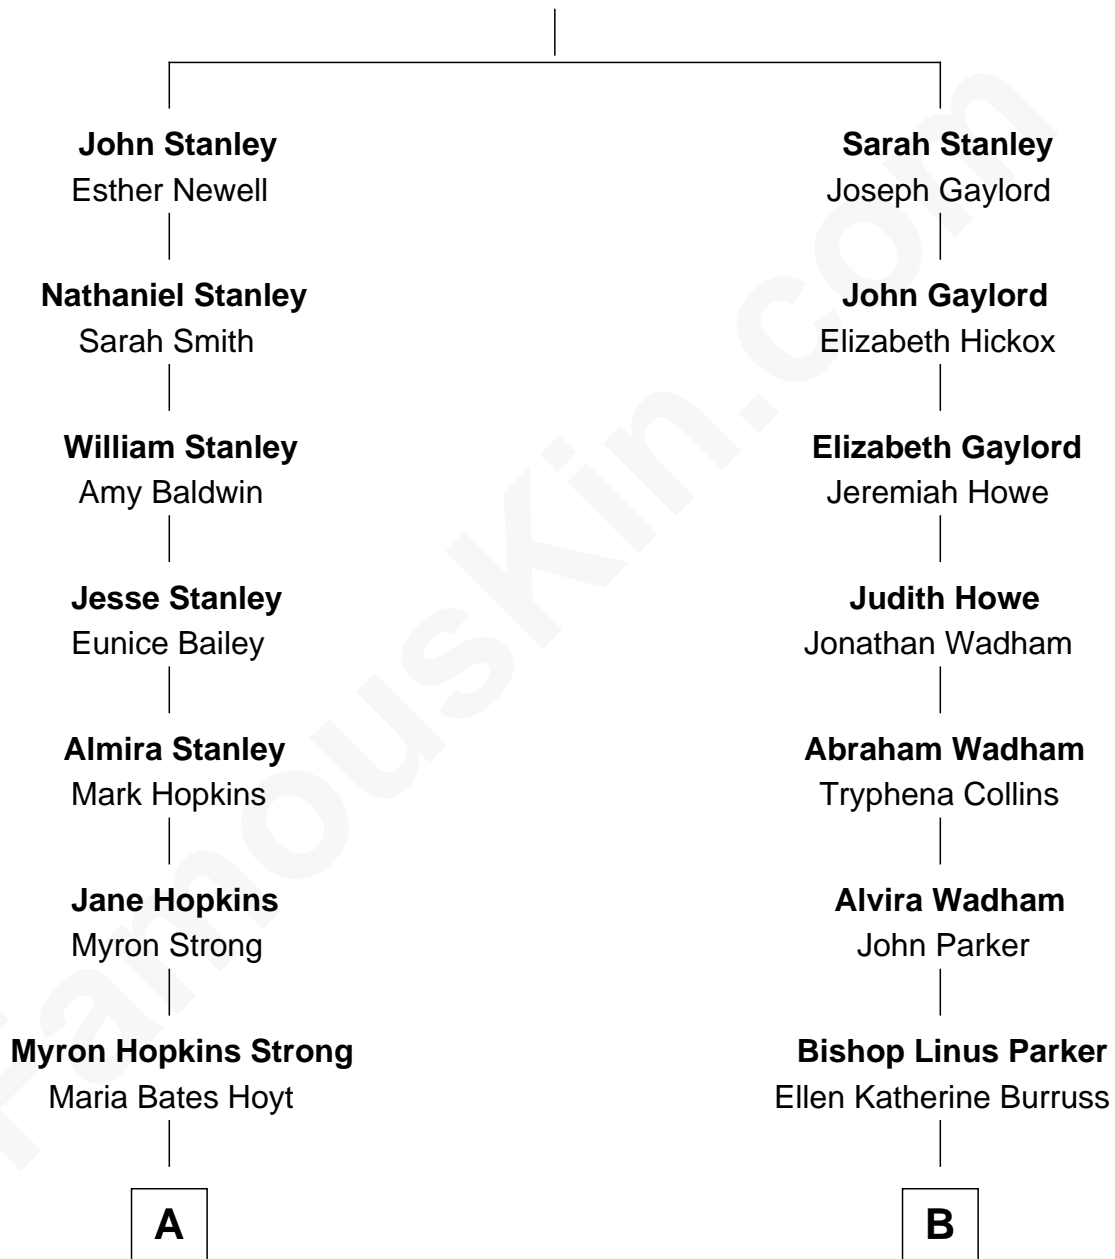 John Stanley
Esther Newell
Sarah Stanley
Joseph Gaylord
Nathaniel Stanley
Sarah Smith
John Gaylord
Elizabeth Hickox
William Stanley
Amy Baldwin
Elizabeth Gaylord
Jeremiah Howe
Jesse Stanley
Eunice Bailey
Judith Howe
Jonathan Wadham
Almira Stanley
Mark Hopkins
Abraham Wadham
Tryphena Collins
Jane Hopkins
Myron Strong
Alvira Wadham
John Parker
Myron Hopkins Strong
Maria Bates Hoyt
Bishop Linus Parker
Ellen Katherine Burruss
A
B
FamousKin.com